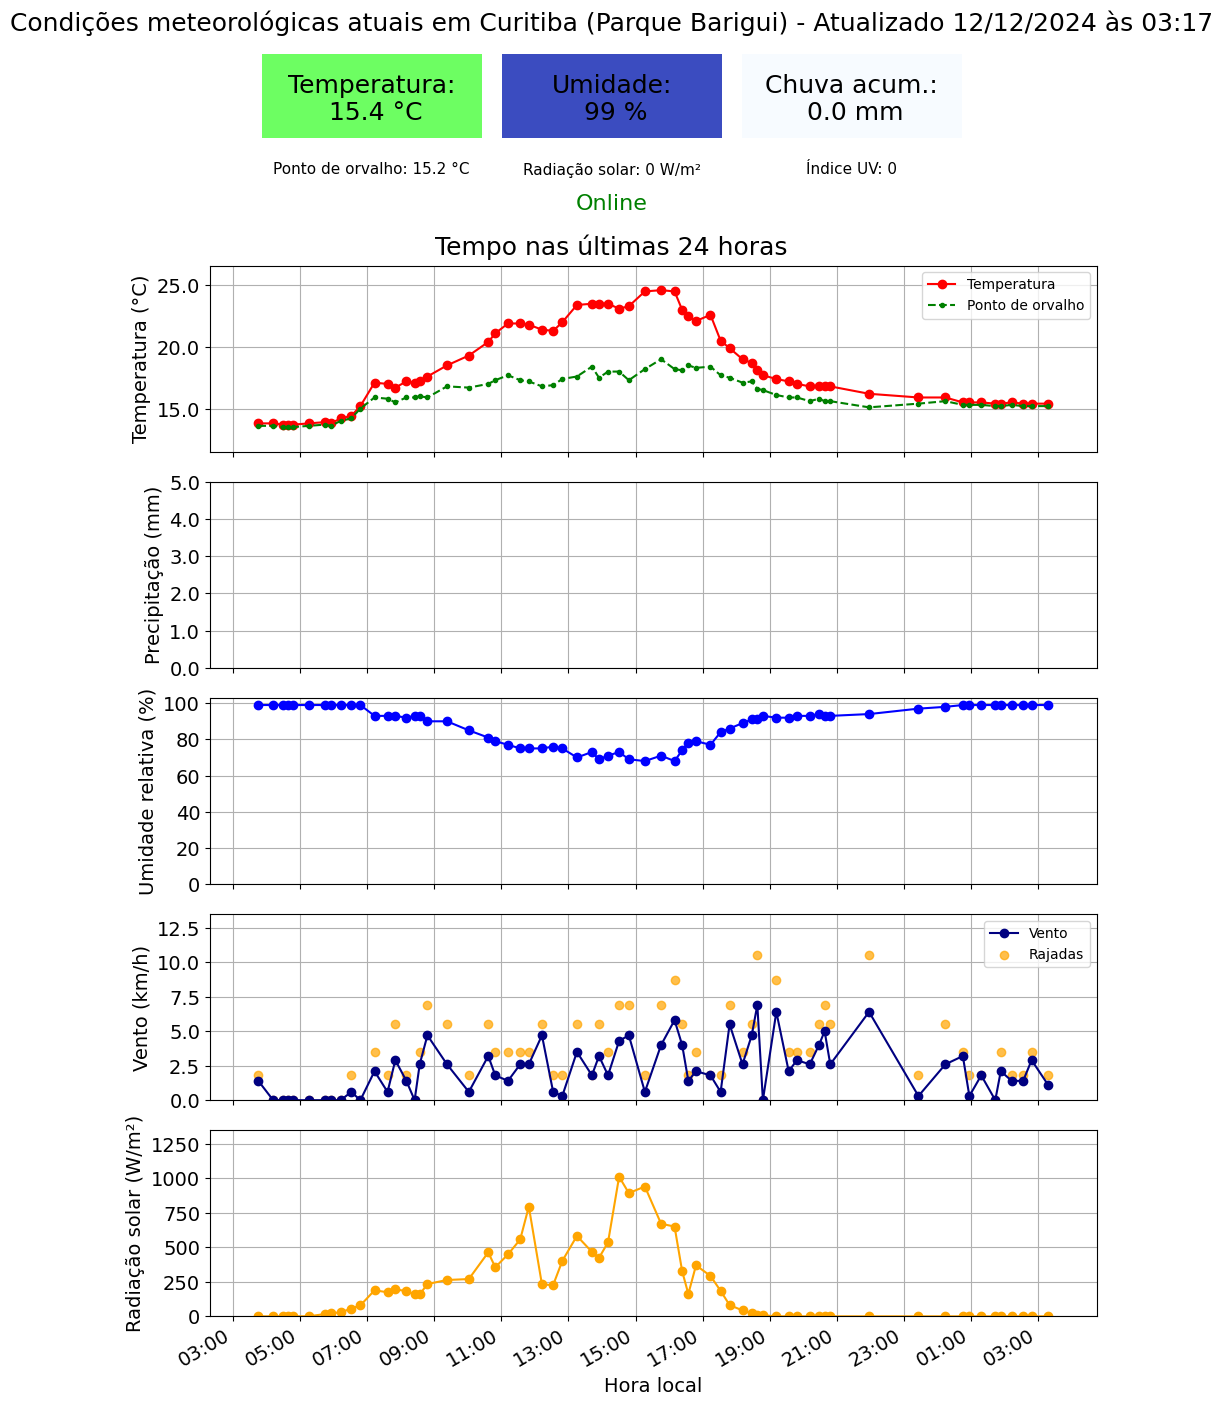 Condições meteorológicas atuais em Curitiba (Parque Barigui) - Atualizado 12/12/2024 às 03:17
Temperatura:
15.4 °C
Umidade:
99 %
Chuva acum.:
0.0 mm
Ponto de orvalho: 15.2 °C
Radiação solar: 0 W/m²
Índice UV: 0
Online
Tempo nas últimas 24 horas
Temperatura (°C)
25.0
20.0
15.0
Temperatura
Ponto de orvalho
Precipitação (mm)
5.0
4.0
3.0
2.0
1.0
0.0
Umidade relativa (%)
100
80
60
40
20
0
Vento (km/h)
12.5
10.0
7.5
5.0
2.5
0.0
Vento
Rajadas
Radiação solar (W/m²)
1250
1000
750
500
250
0
03:00
05:00
07:00
09:00
11:00
13:00
15:00
17:00
19:00
21:00
23:00
01:00
03:00
Hora local